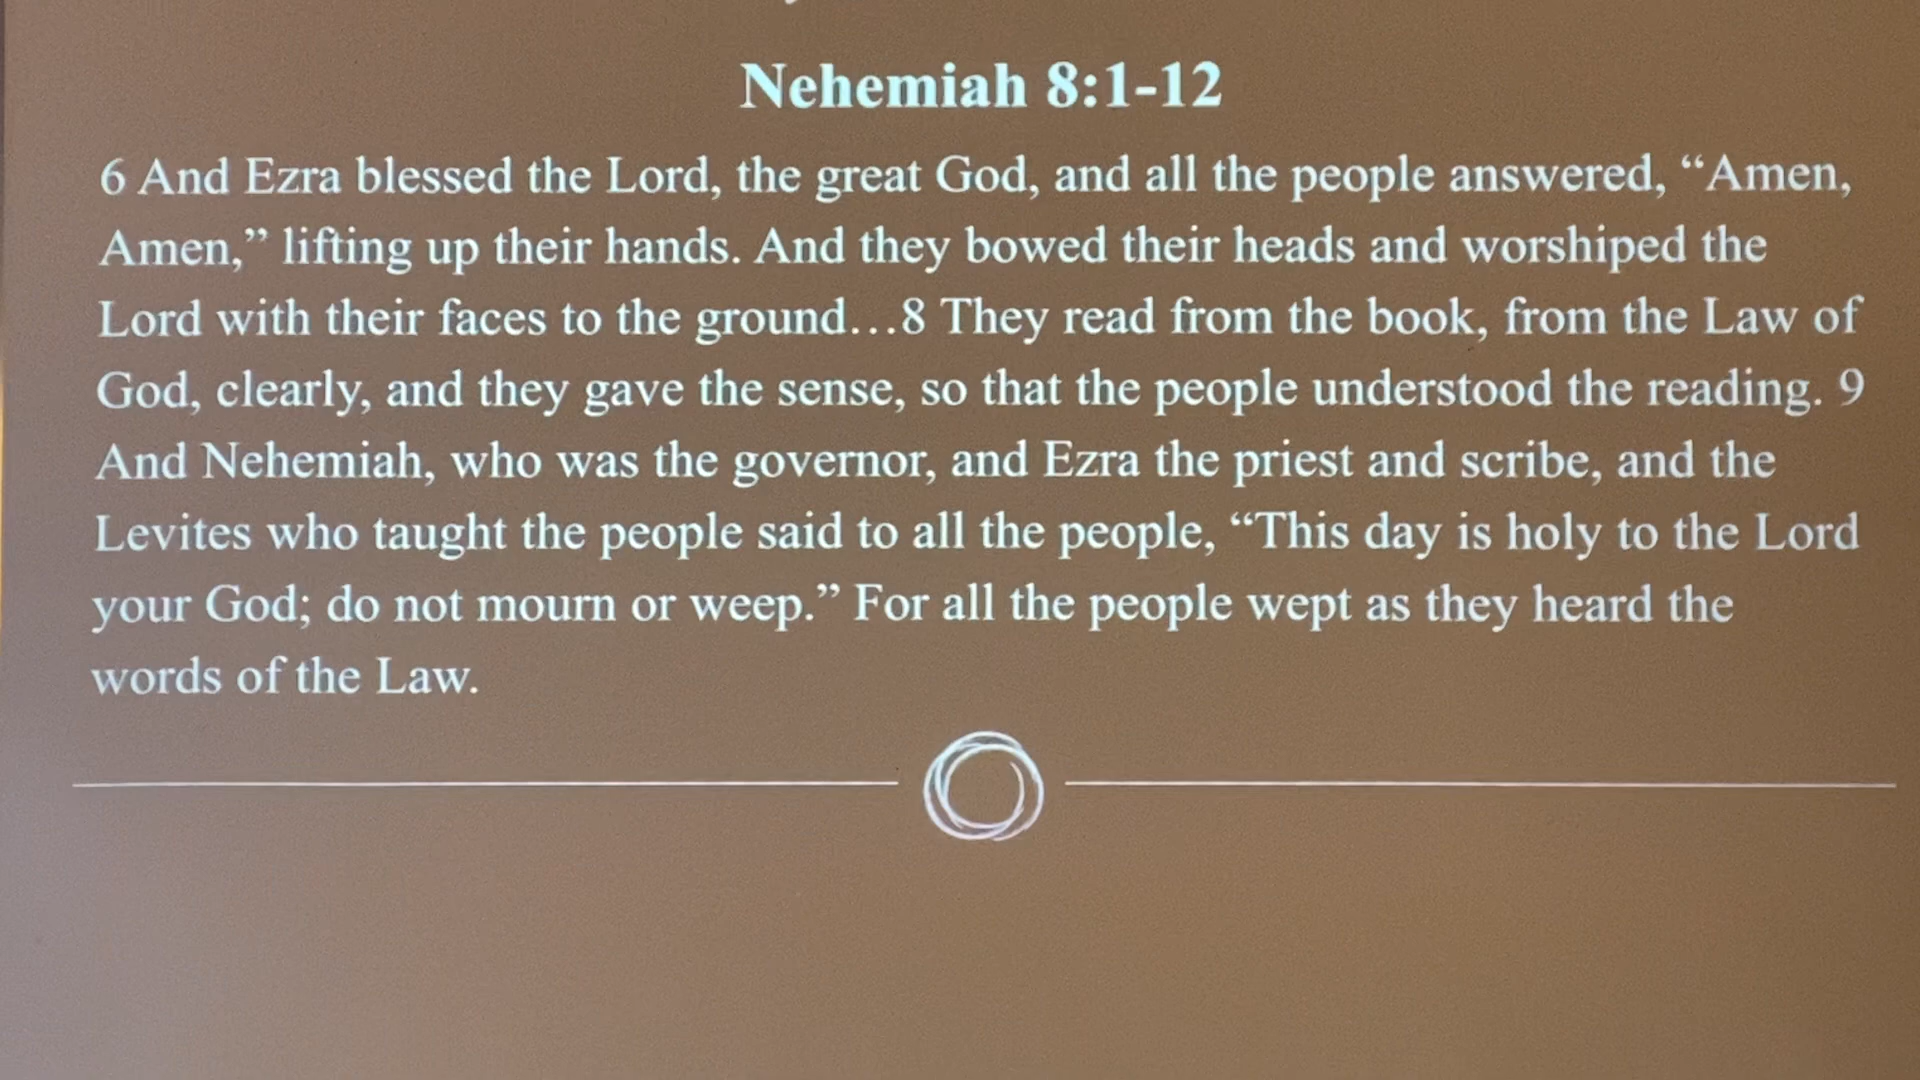 Nehemiah 8:1-12
6 And Ezra blessed the Lord, the great God, and all the people answered, “Amen,
Amen,” lifting up their hands. And they bowed their heads and worshiped the
Lord with their faces to the ground…8 They read from the book, from the Law of
God, clearly, and they gave the sense, so that the people understood the reading. 9
And Nehemiah, who was the governor, and Ezra the priest and scribe, and the
Levites who taught the people said to all the people, “This day is holy to the Lord
your God; do not mourn or weep.” For all the people wept as they heard the
words of the Law.